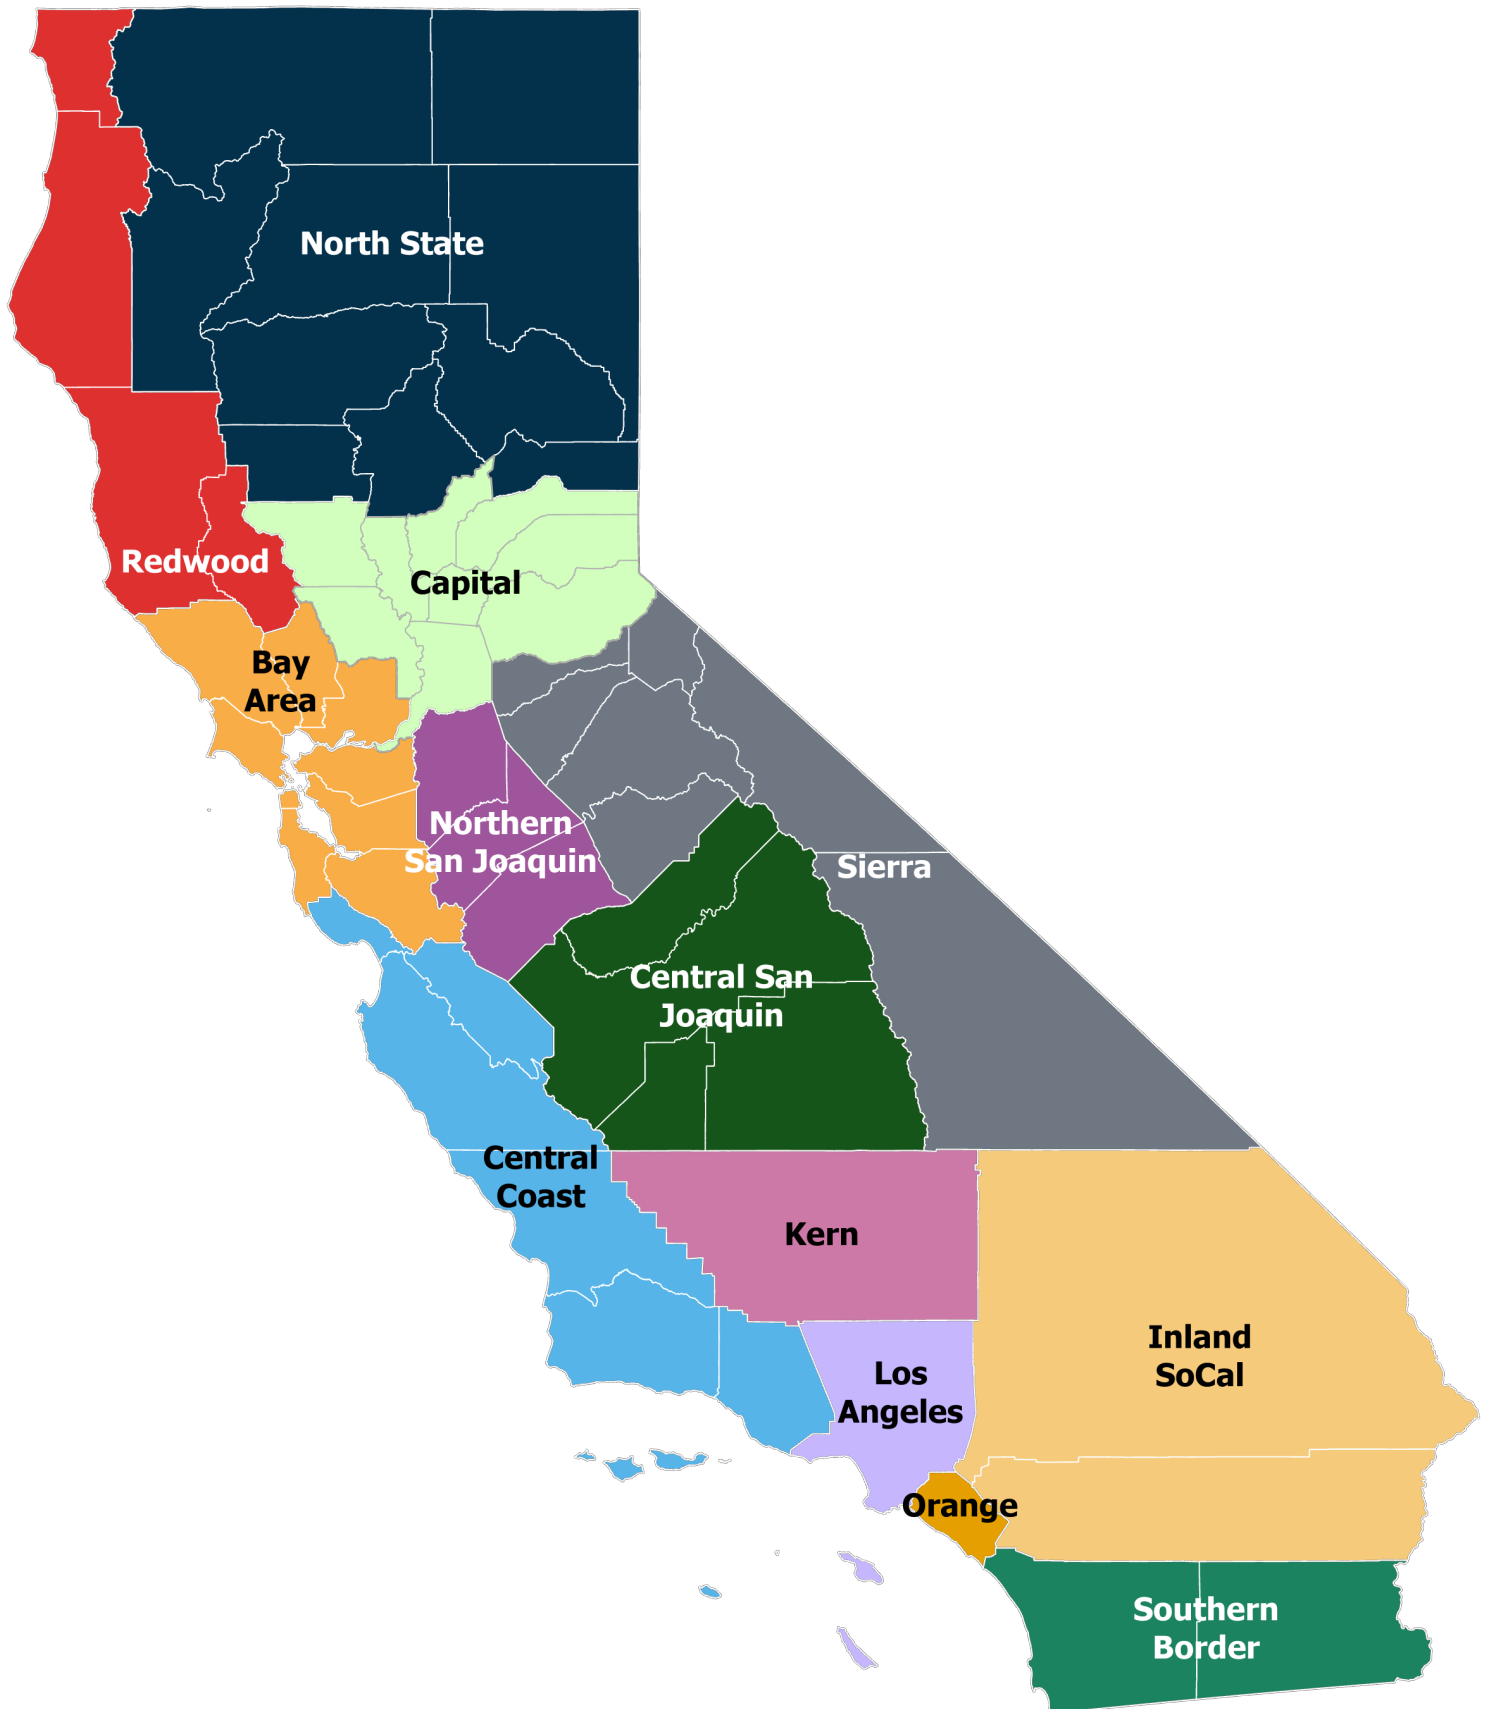 North State
Redwood
Capital
Bay
Area
Northern
San Joaquin
Sierra
Central San
Joaquin
Central
Coast
Kern
Inland
SoCal
Los
Angeles
Orange
Southern
Border